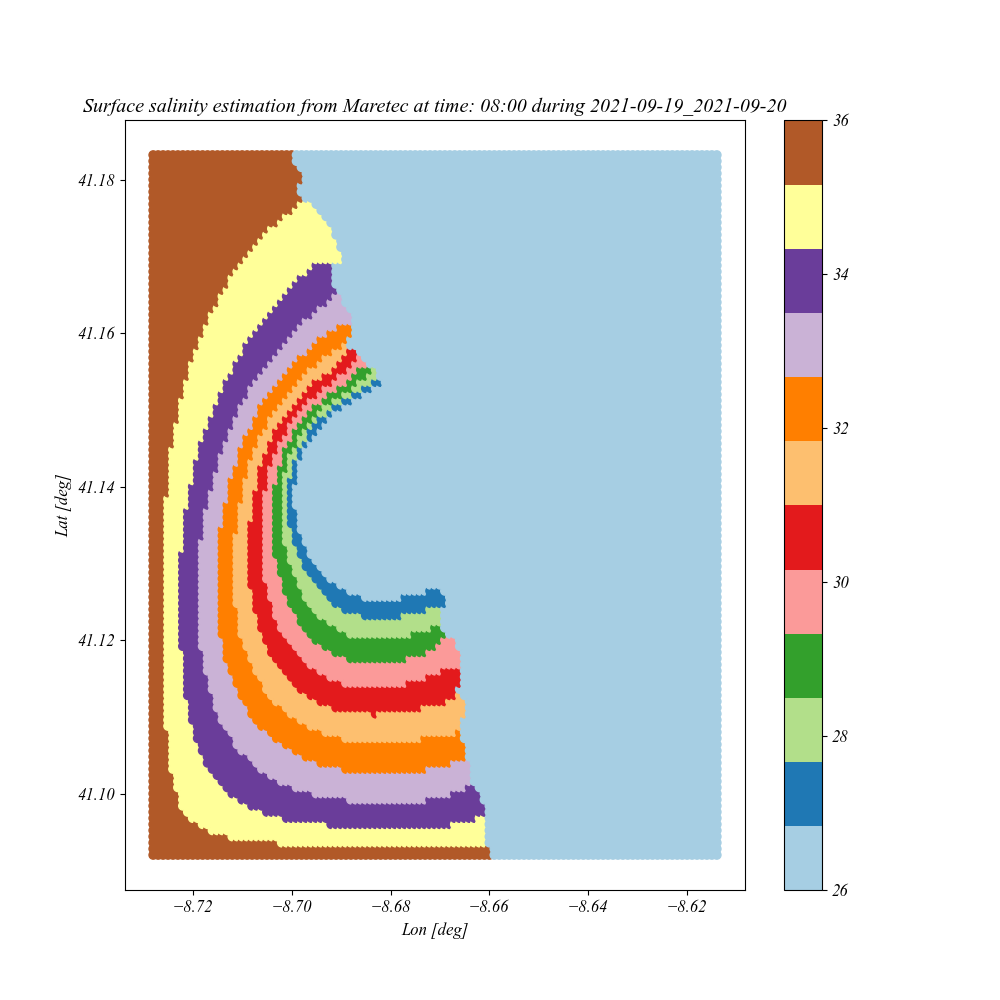 Surface salinity estimation from Maretec at time: 08:00 during 2021-09-19_2021-09-20
36
41.18
34
41.16
32
41.14
Lat [deg]
30
41.12
28
41.10
26
−8.72 −8.70 −8.68 −8.66 −8.64 −8.62
Lon [deg]